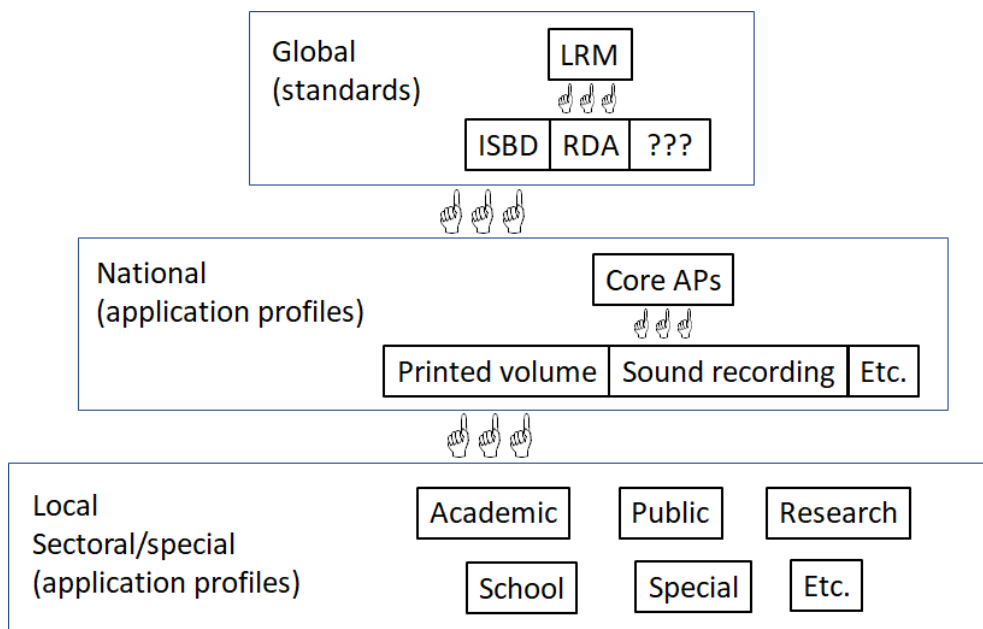 Global
(standards)
LRM
ISBD RDA ???
National
(application profiles)
Core APs
Printed volume Sound recording Etc.
Local
Sectoral/special
(application profiles)
Academic Public Research
School Special Etc.